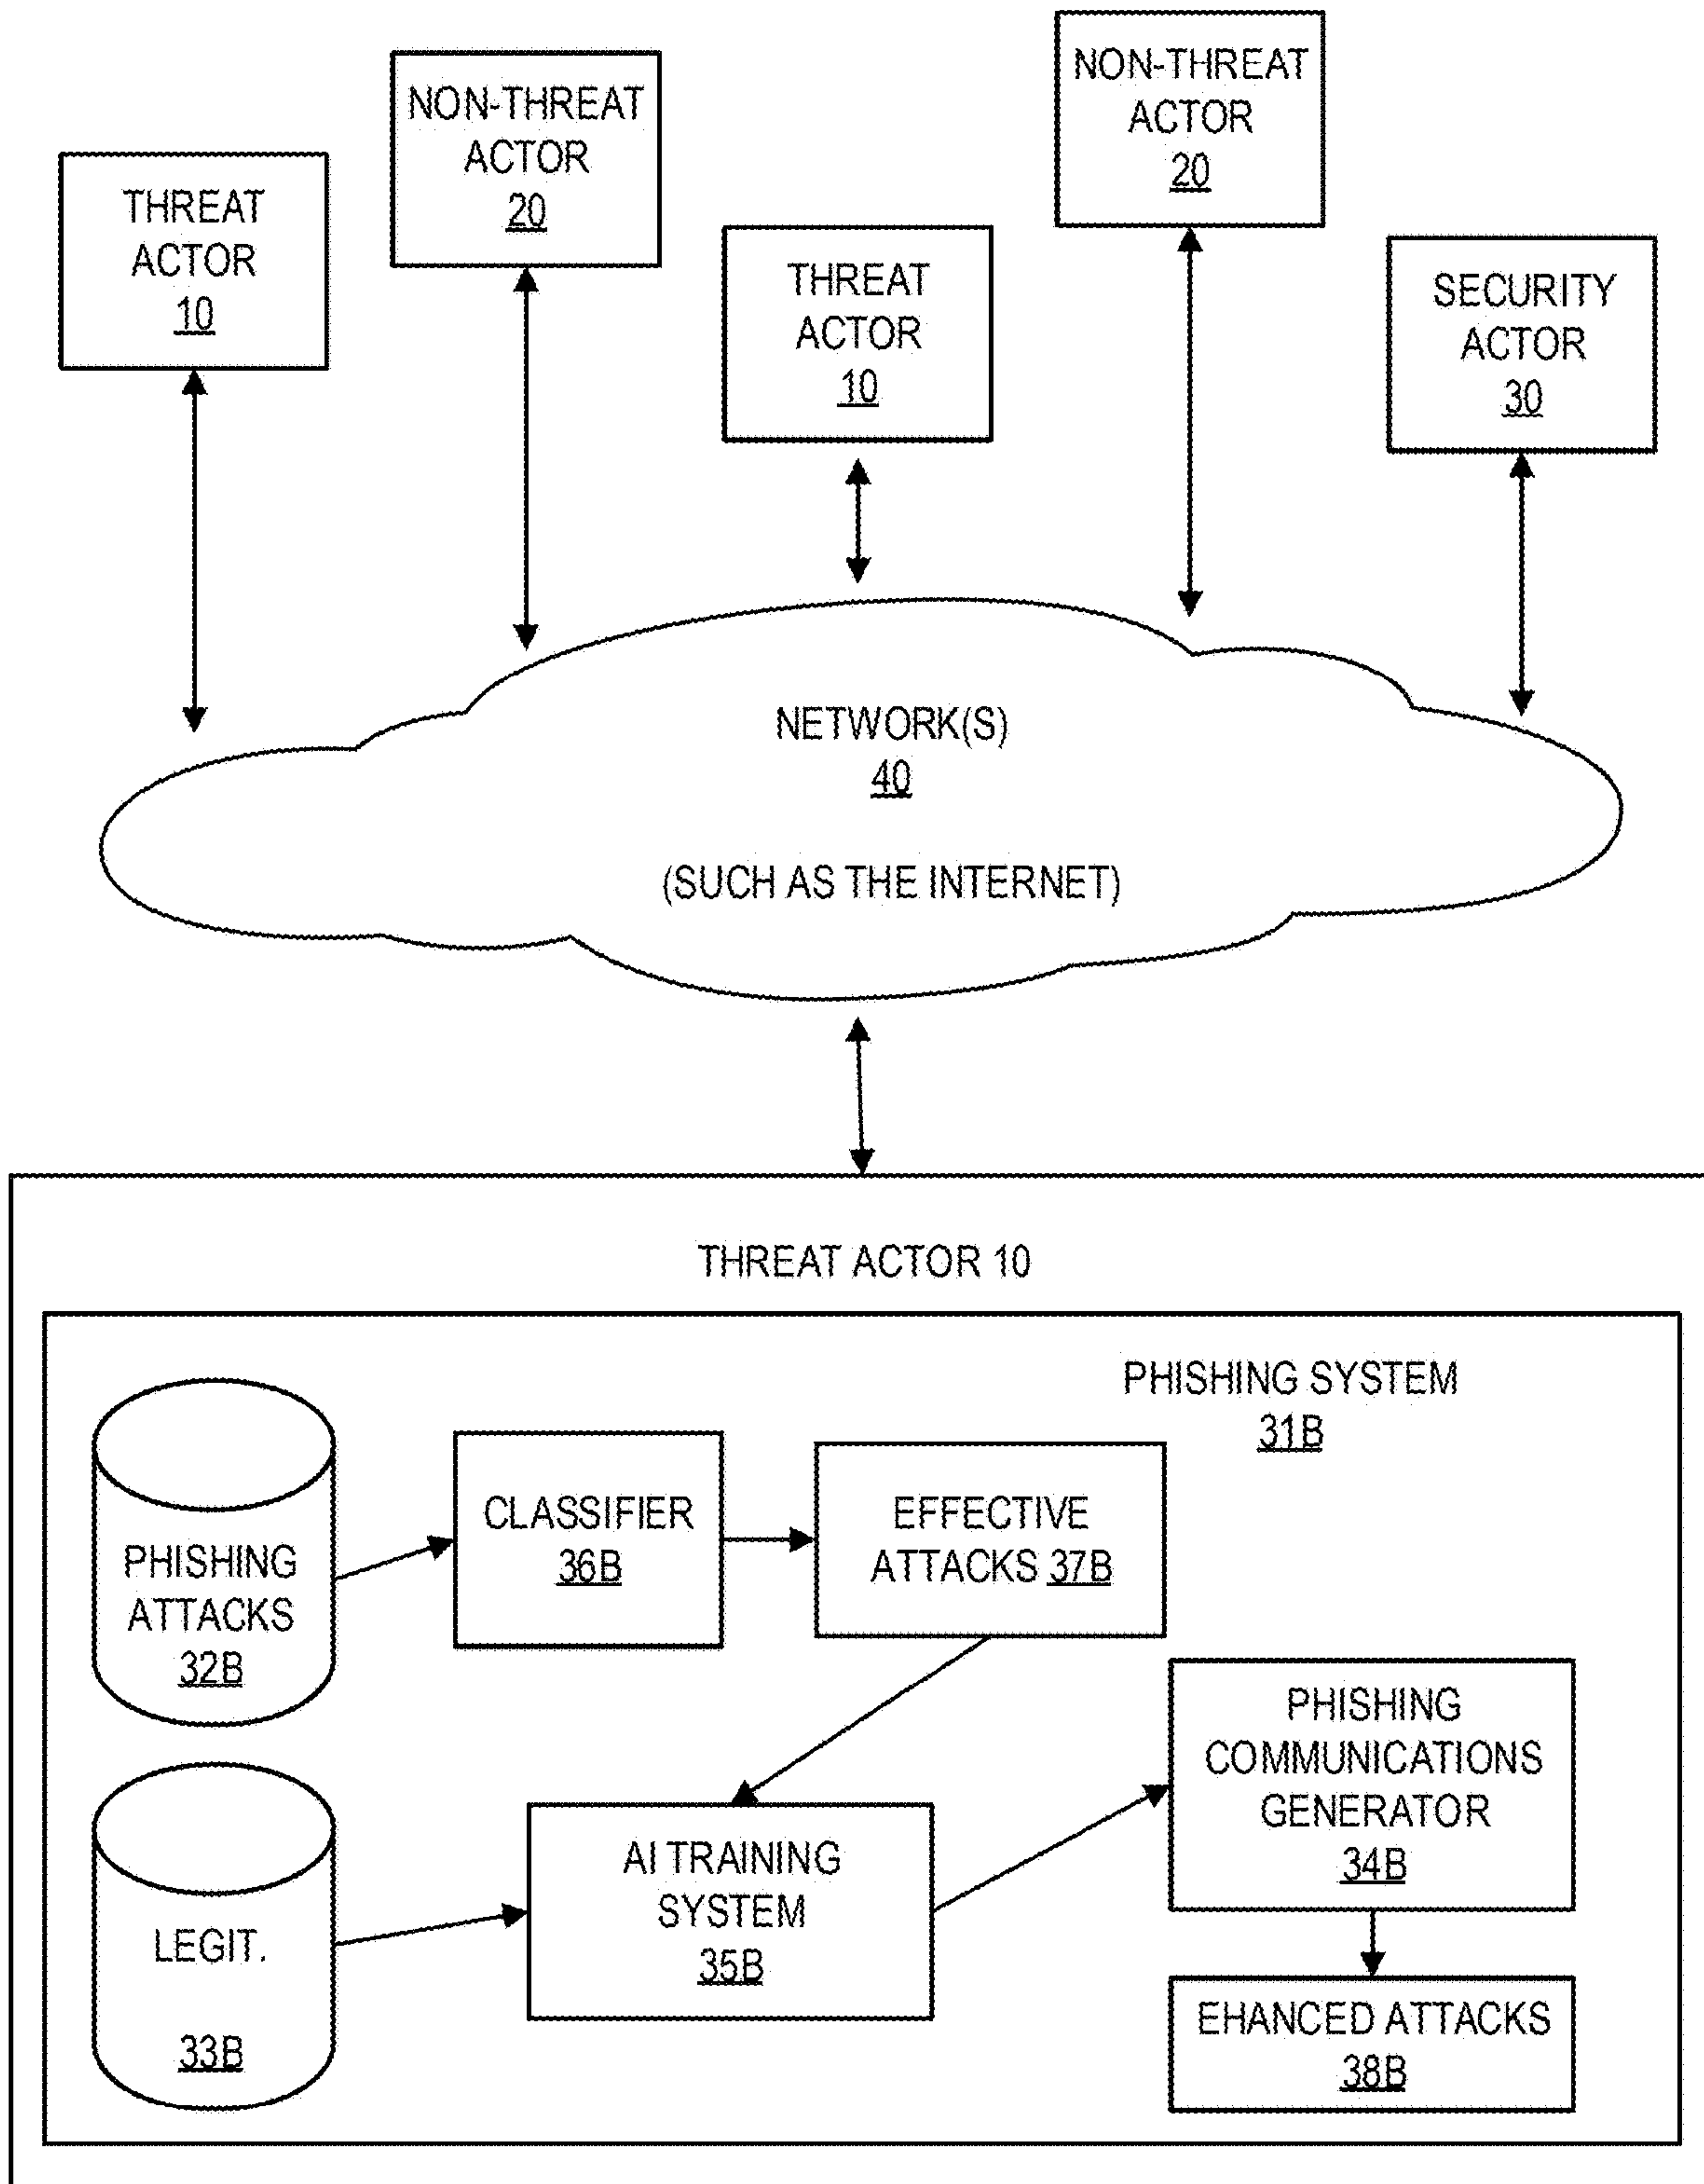 THREAT
ACTOR
10
NON-THREAT
ACTOR
20
THREAT
ACTOR
10
NON-THREAT
ACTOR
20
SECURITY
ACTOR
30
NETWORK(S)
40
(SUCH AS THE INTERNET)
THREAT ACTOR 10
PHISHING SYSTEM
31B
PHISHING
ATTACKS
32B
CLASSIFIER
36B
EFFECTIVE
ATTACKS 37B
LEGIT.
33B
AI TRAINING
SYSTEM
35B
PHISHING
COMMUNICATIONS
GENERATOR
34B
EHANCED ATTACKS
38B